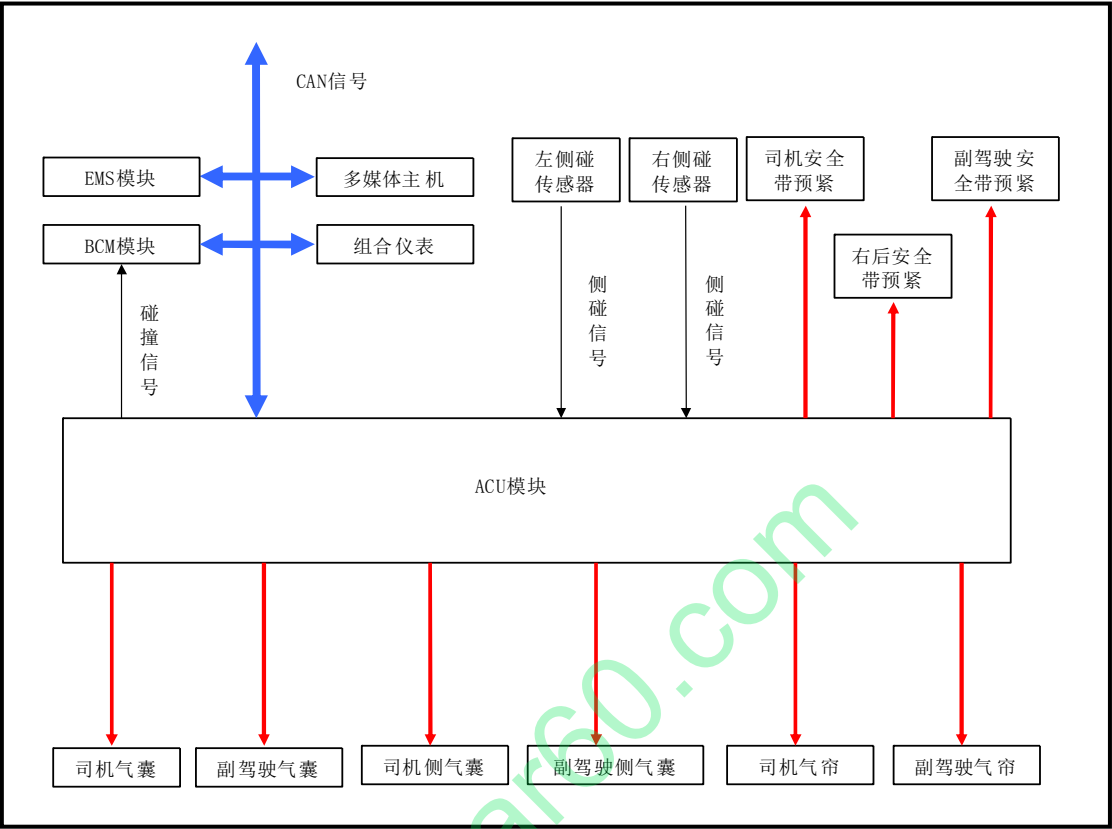 CAN信号
EMS模块
多媒体主机
BCM模块
组合仪表
左侧碰
传感器
右侧碰
传感器
司机安全
带预紧
副驾驶安
全带预紧
右后安全
带预紧
碰撞信号
侧碰信号
侧碰信号
ACU模块
司机气囊
副驾驶气囊
司机侧气囊
副驾驶侧气囊
司机气帘
副驾驶气帘
ar60.com